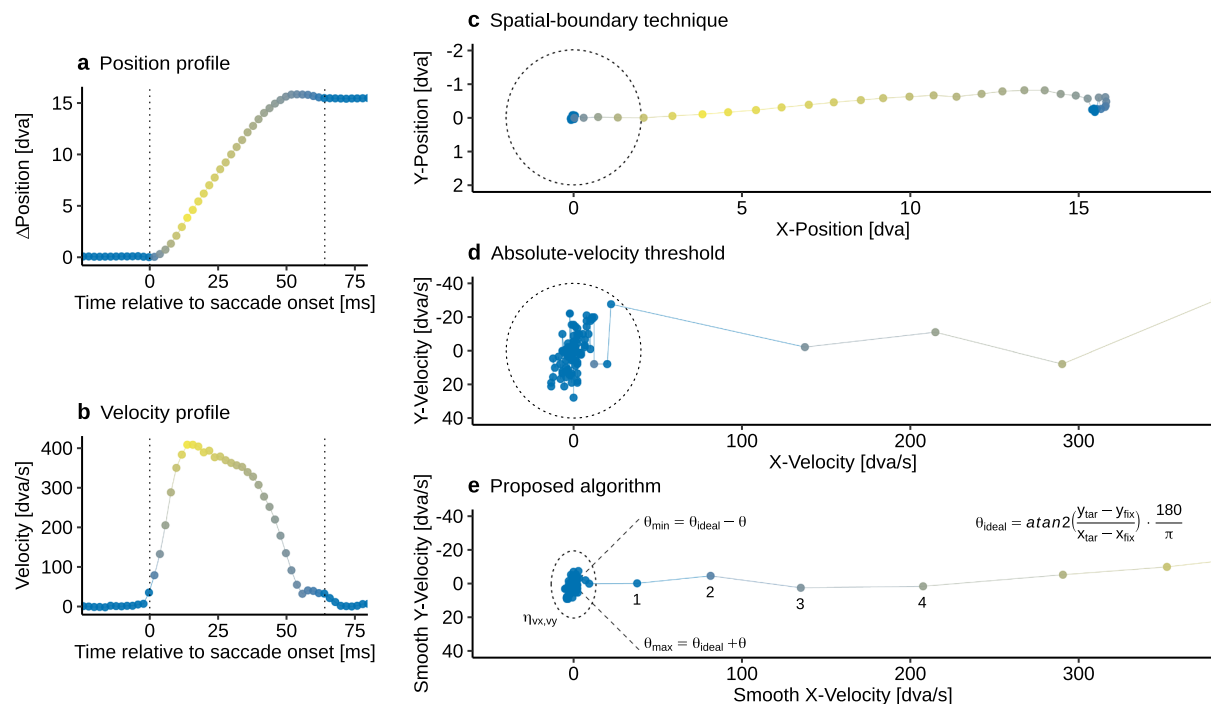 a Position profile
ΔPosition [dva]
15
10
5
0
0 25 50 75
Time relative to saccade onset [ms]
b Velocity profile
Velocity [dva/s]
400
300
200
100
0
0 25 50 75
Time relative to saccade onset [ms]
c Spatial-boundary technique
Y-Position [dva]
-2
-1
0
1
2
0 5 10 15
X-Position [dva]
d Absolute-velocity threshold
Y-Velocity [dva/s]
-40
-20
0
20
40
0 100 200 300
X-Velocity [dva/s]
e Proposed algorithm
Smooth Y-Velocity [dva/s]
-40
-20
0
20
40
θmin = θideal − θ
θideal = atan2(ytar − yfix / xtar − xfix) · 180 / π
1 2 3 4
ηvx,vy
θmax = θideal +θ
0 100 200 300
Smooth X-Velocity [dva/s]